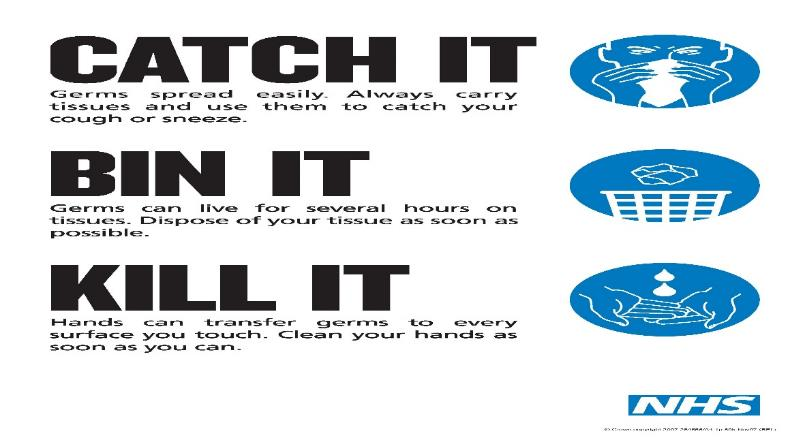 CATCH IT
Germs spread easily. Always carry
tissues and use them to catch your
cough or sneeze.
BIN IT
Germs can live for several hours on
tissues. Dispose of your tissue as soon as
possible.
KILL IT
Hands can transfer germs to every
surface you touch. Clean your hands as
soon as you can.
NHS
© Crown copyright 2007